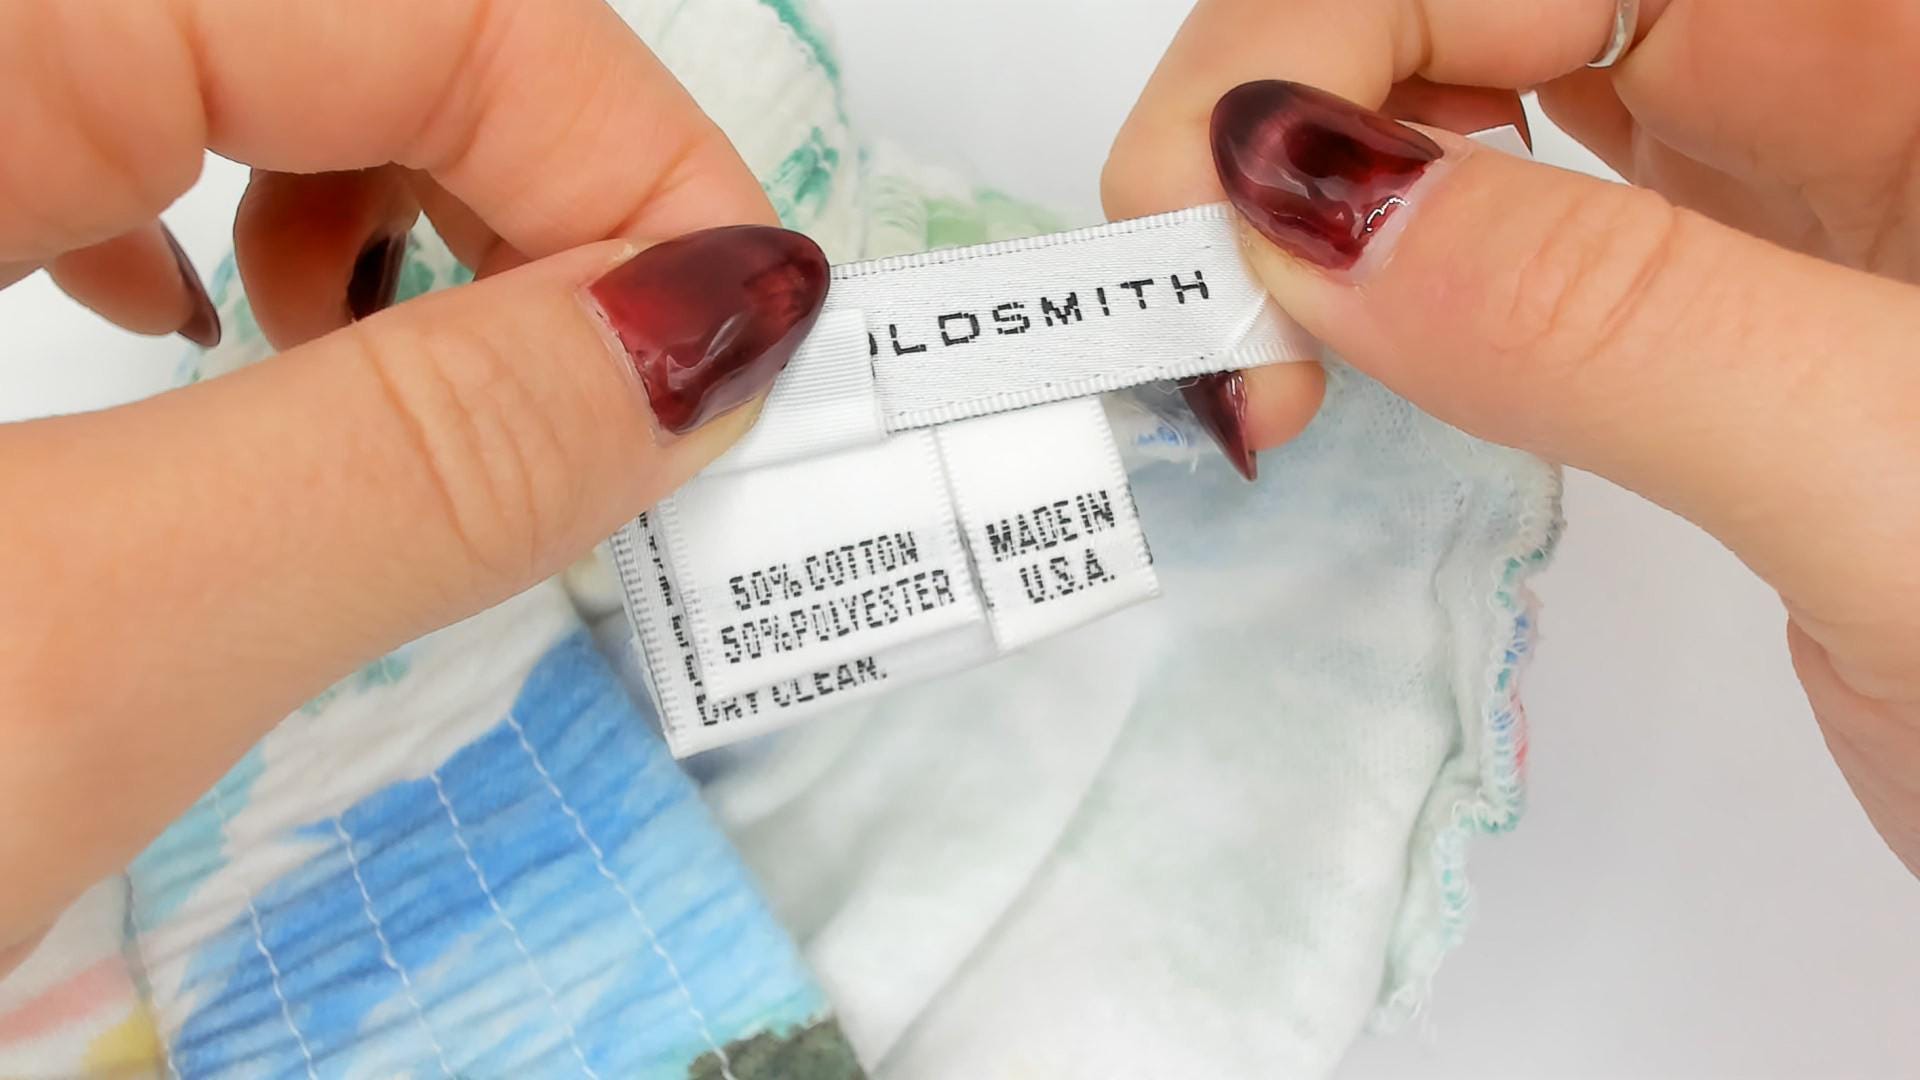 OLDSMITH
50% COTTON
50% POLYESTER
DRY CLEAN.
MADE IN
U.S.A.